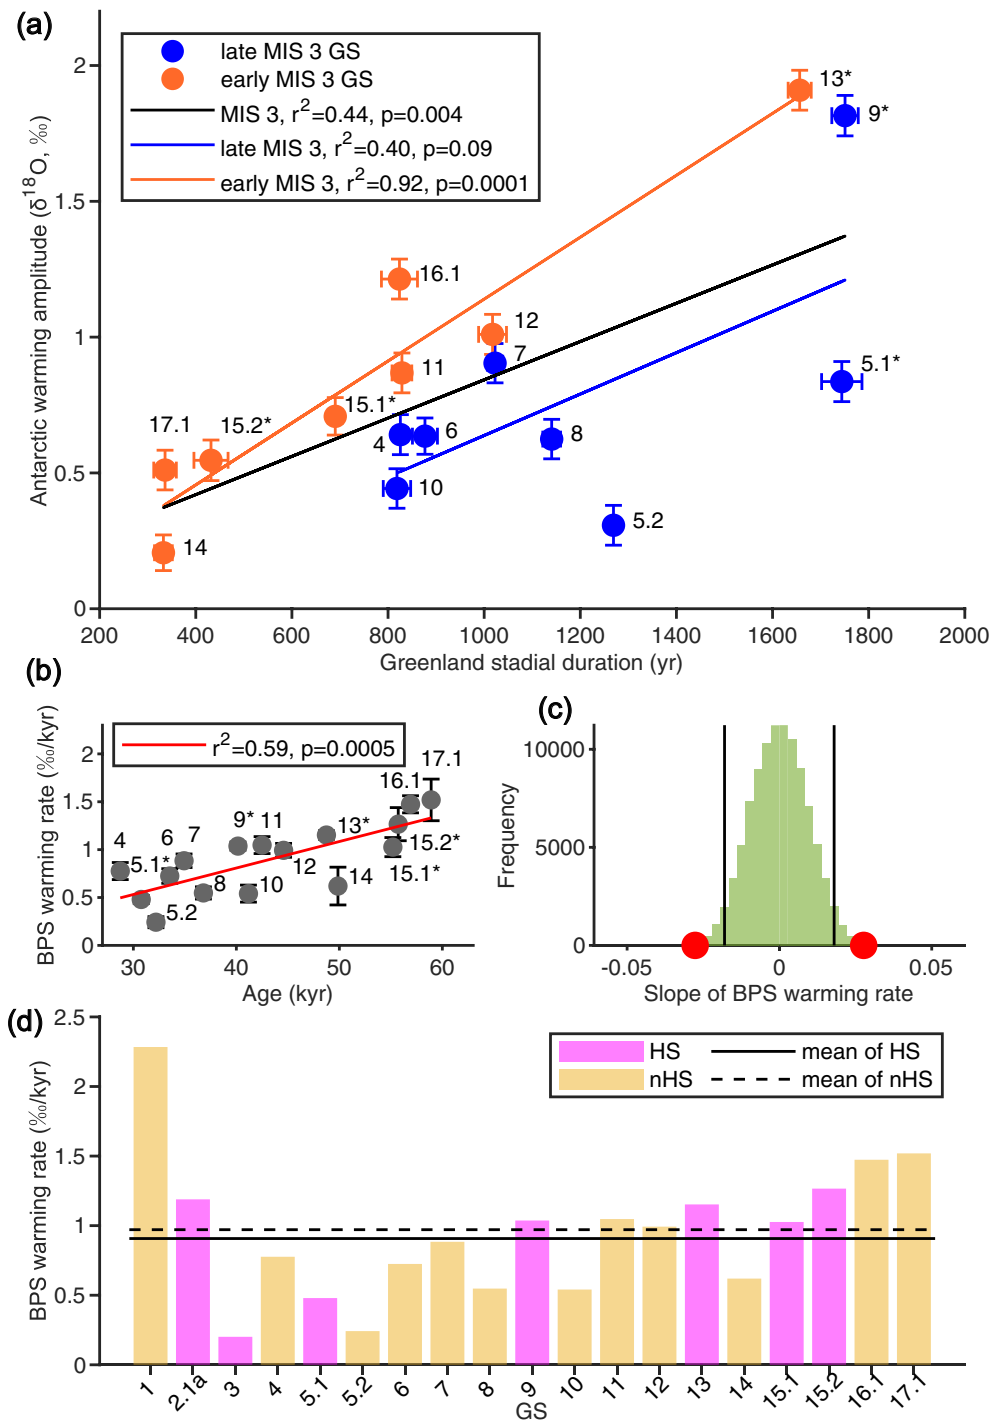 (a)
late MIS 3 GS
early MIS 3 GS
MIS 3, r²=0.44, p=0.004
late MIS 3, r²=0.40, p=0.09
early MIS 3, r²=0.92, p=0.0001
Antarctic warming amplitude (δ¹⁸O, ‰)
2
1.5
1
0.5
0
13*
9*
16.1
12
7
11
5.1*
17.1
15.2*
15.1*
4
6
8
10
5.2
14
200 400 600 800 1000 1200 1400 1600 1800 2000
Greenland stadial duration (yr)
(b)
BPS warming rate (‰/kyr)
r²=0.59, p=0.0005
2
1.5
1
0.5
0
4
5.1*
6
7
5.2
8
9*
11
10
12
13*
14
16.1
17.1
15.2*
15.1*
30 40 50 60
Age (kyr)
(c)
Frequency
10000
5000
0
-0.05 0 0.05
Slope of BPS warming rate
(d)
BPS warming rate (‰/kyr)
2.5
2
1.5
1
0.5
0
HS
nHS
mean of HS
mean of nHS
1 2.1a 3 4 5.1 5.2 6 7 8 9 10 11 12 13 14 15.1 15.2 16.1 17.1
GS